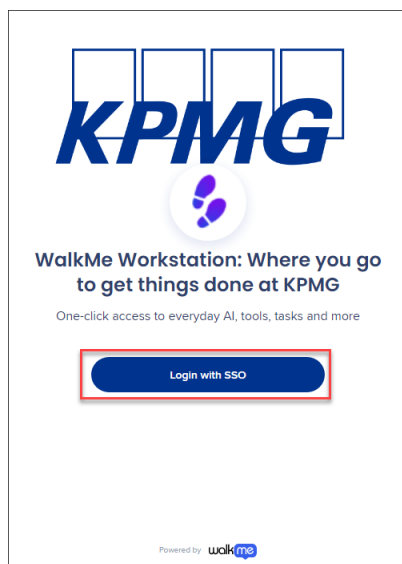 KPMG
WalkMe Workstation: Where you go
to get things done at KPMG
One-click access to everyday AI, tools, tasks and more
Login with SSO
Powered by walkme